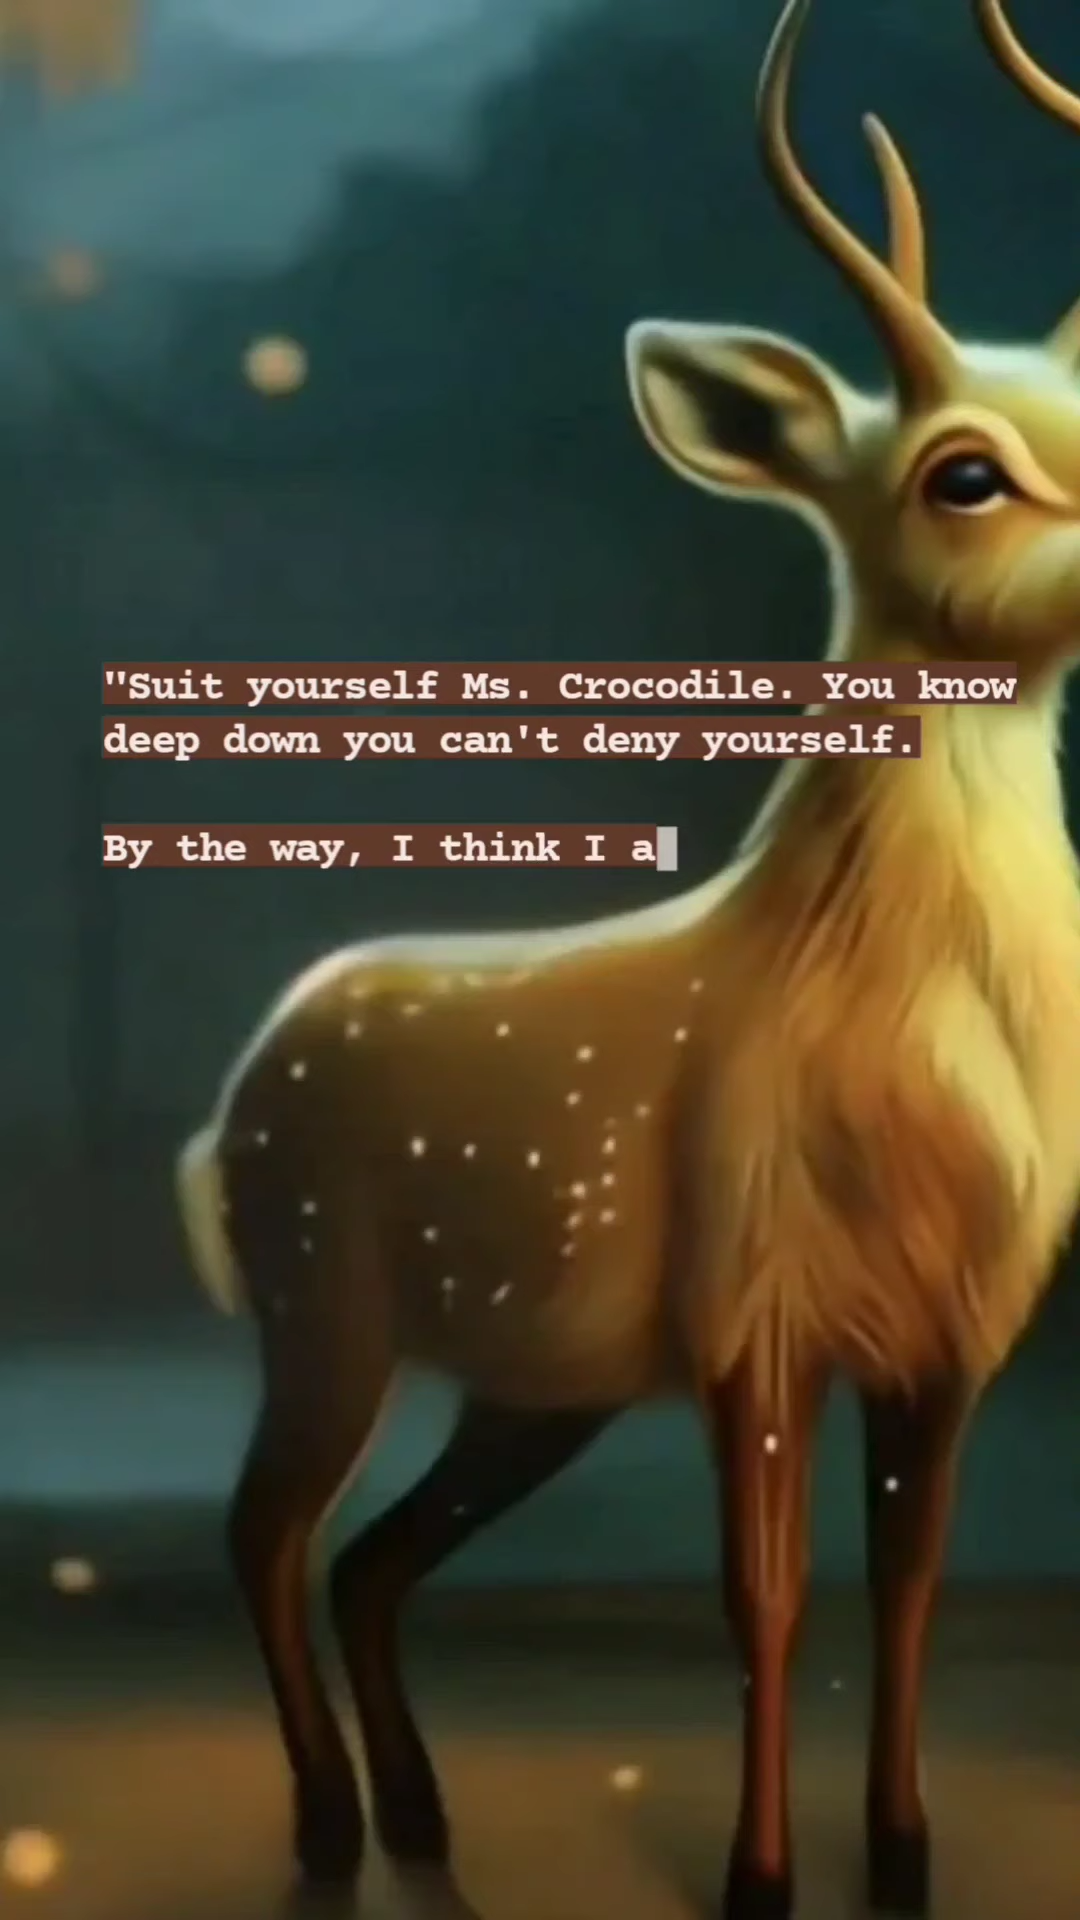 "Suit yourself Ms. Crocodile. You know
deep down you can't deny yourself.
By the way, I think I a